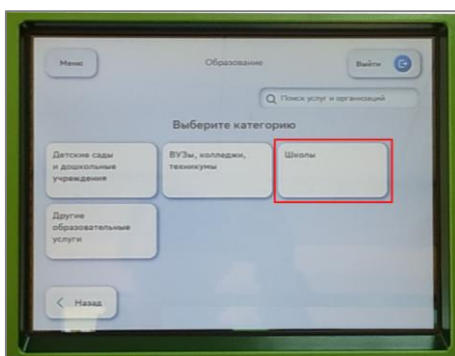 Меню
Образование
Выйти
Поиск услуг и организаций
Выберите категорию
Детские сады
и дошкольные
учреждения
ВУЗы, колледжи,
техникумы
Школы
Другие
образовательные
услуги
Назад